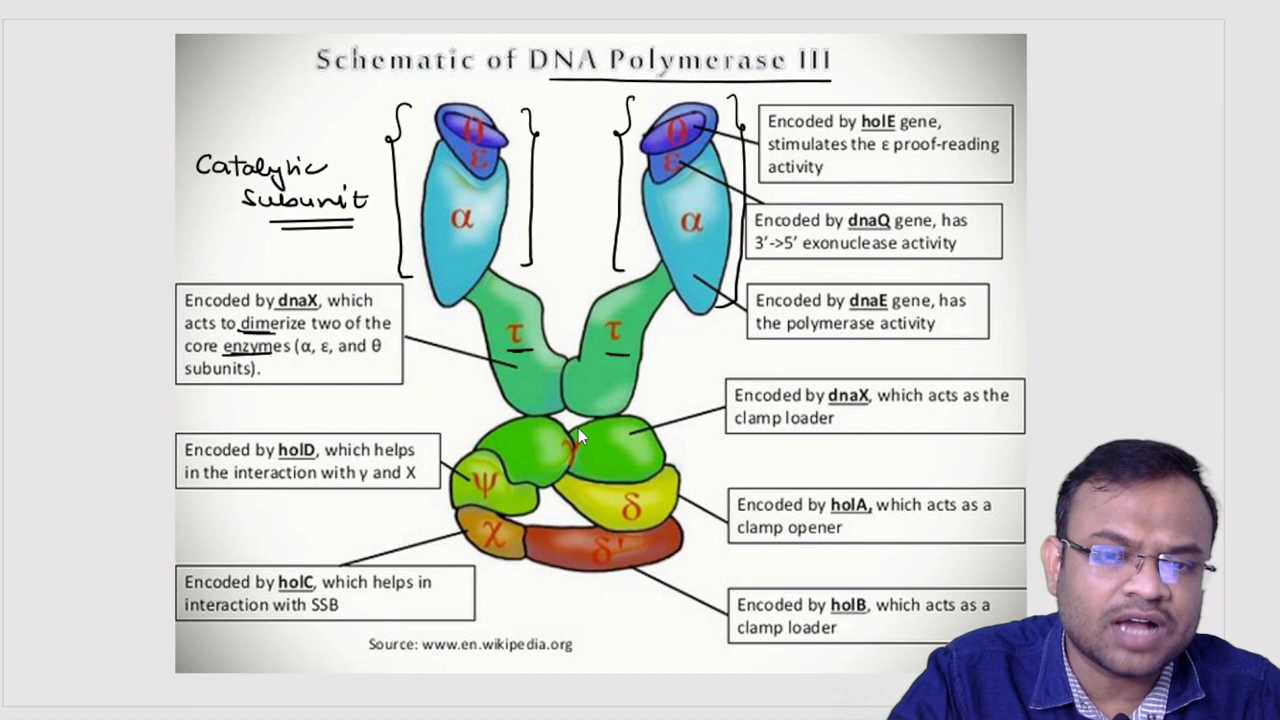 Schematic of DNA Polymerase III
Catalytic
Subunit
θ
ε
α
θ
ε
α
Encoded by holE gene,
stimulates the ε proof-reading
activity
Encoded by dnaQ gene, has
3’->5’ exonuclease activity
Encoded by dnaE gene, has
the polymerase activity
Encoded by dnaX, which
acts to dimerize two of the
core enzymes (α, ε, and θ
subunits).
τ
τ
Encoded by dnaX, which acts as the
clamp loader
Encoded by holD, which helps
in the interaction with γ and X
γ
ψ
δ
χ
δ'
Encoded by holA, which acts as a
clamp opener
Encoded by holC, which helps in
interaction with SSB
Encoded by holB, which acts as a
clamp loader
Source: www.en.wikipedia.org